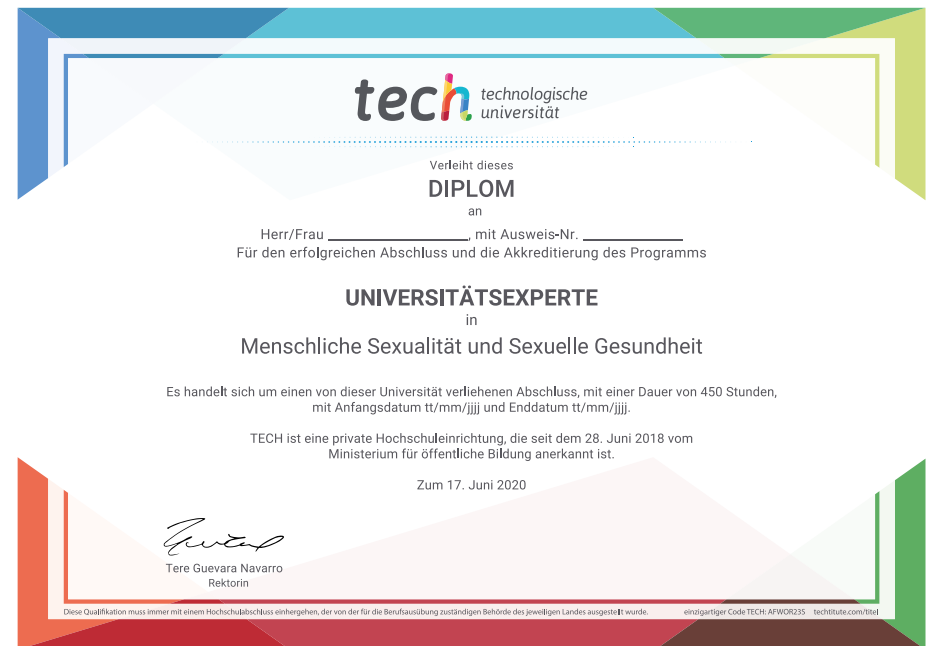 tech technologische
universität
Verleiht dieses
DIPLOM
an
Herr/Frau ____________________, mit Ausweis-Nr. ______________
Für den erfolgreichen Abschluss und die Akkreditierung des Programms
UNIVERSITÄTSEXPERTE
in
Menschliche Sexualität und Sexuelle Gesundheit
Es handelt sich um einen von dieser Universität verliehenen Abschluss, mit einer Dauer von 450 Stunden,
mit Anfangsdatum tt/mm/jjjj und Enddatum tt/mm/jjjj.
TECH ist eine private Hochschuleinrichtung, die seit dem 28. Juni 2018 vom
Ministerium für öffentliche Bildung anerkannt ist.
Zum 17. Juni 2020
Tere Guevara Navarro
Rektorin
Diese Qualifikation muss immer mit einem Hochschulabschluss einhergehen, der von der für die Berufsausübung zuständigen Behörde des jeweiligen Landes ausgestellt wurde. einzigartiger Code TECH: AFWOR23S techtitute.com/titel